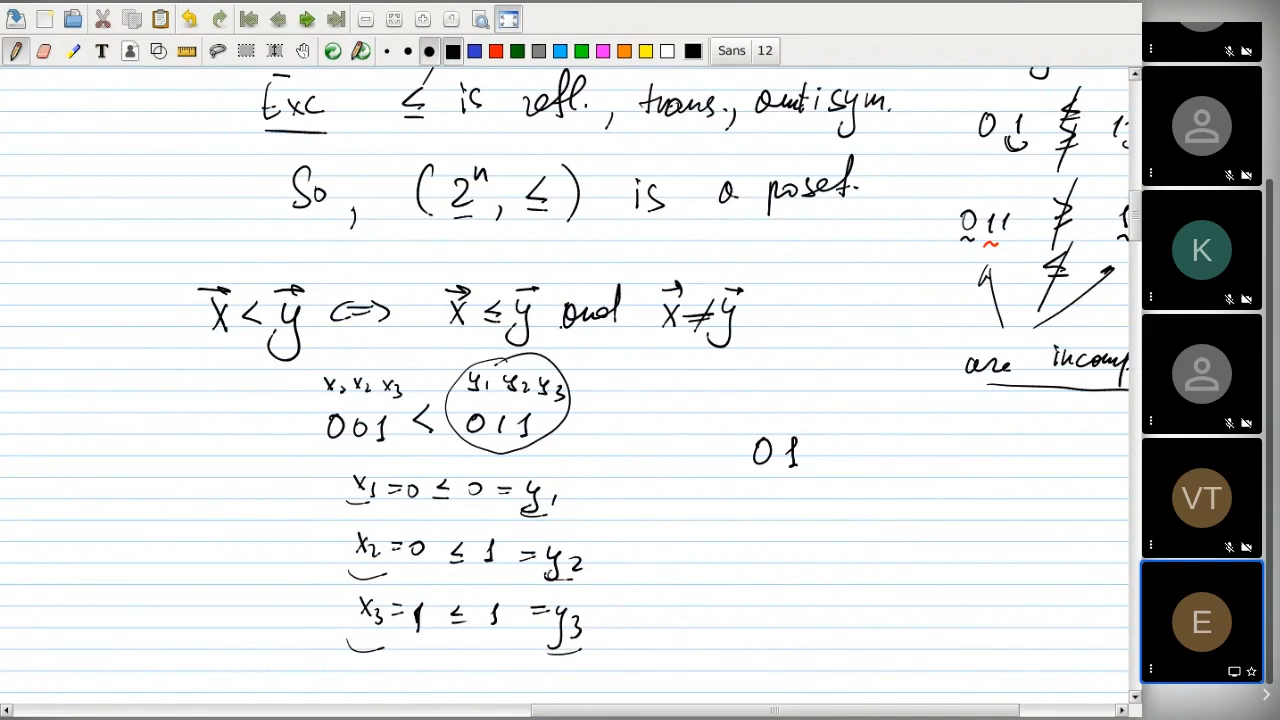 Sans 12
Exc ≤ is refl., trans., antisym.
So, (2ⁿ, ≤) is a poset.
x⃗ < y⃗ ⟺ x⃗ ≤ y⃗ and x⃗ ≠ y⃗
x₁ x₂ x₃ y₁ y₂ y₃
001 < 011
x₁ = 0 ≤ 0 = y₁
x₂ = 0 ≤ 1 = y₂
x₃ = 1 ≤ 1 = y₃
01
01
011
are incomp
K
VT
E